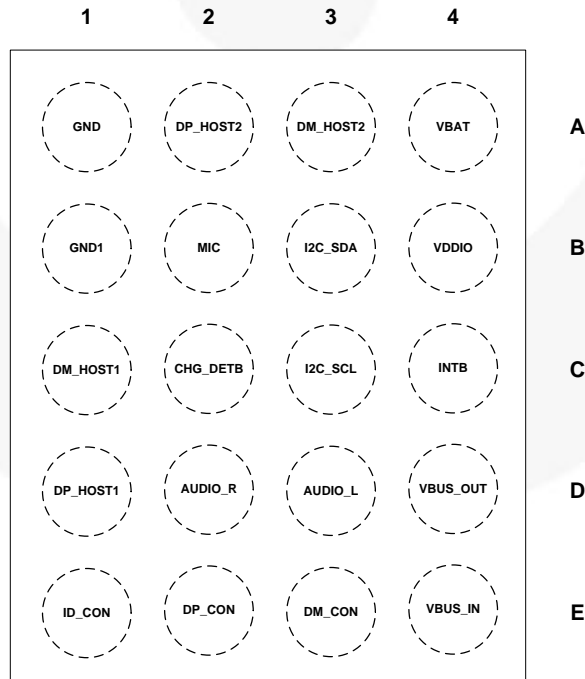 1 2 3 4
GND DP_HOST2 DM_HOST2 VBAT A
GND1 MIC I2C_SDA VDDIO B
DM_HOST1 CHG_DETB I2C_SCL INTB C
DP_HOST1 AUDIO_R AUDIO_L VBUS_OUT D
ID_CON DP_CON DM_CON VBUS_IN E